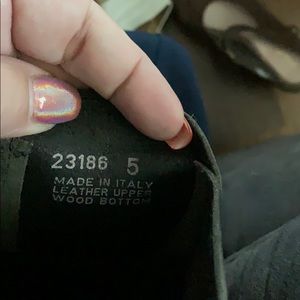 23186 5
MADE IN ITALY
LEATHER UPPER
WOOD BOTTOM